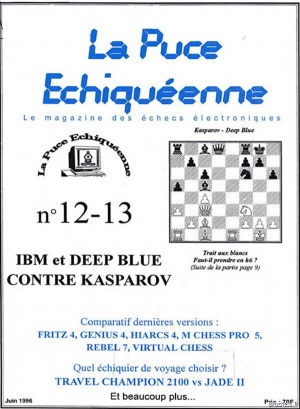 La Puce
Echiquéenne
Le magazine des échecs électroniques
Kasparov - Deep Blue
La Puce Echiquéenne
n°12-13
Trait aux blancs
Faut-il prendre en h6 ?
(Suite de la partie page 9)
IBM et DEEP BLUE
CONTRE KASPAROV
Comparatif dernières versions :
FRITZ 4, GENIUS 4, HIARCS 4, M CHESS PRO 5,
REBEL 7, VIRTUAL CHESS
Quel échiquier de voyage choisir ?
TRAVEL CHAMPION 2100 vs JADE II
Et beaucoup plus...
Juin 1996
Prix : 70F